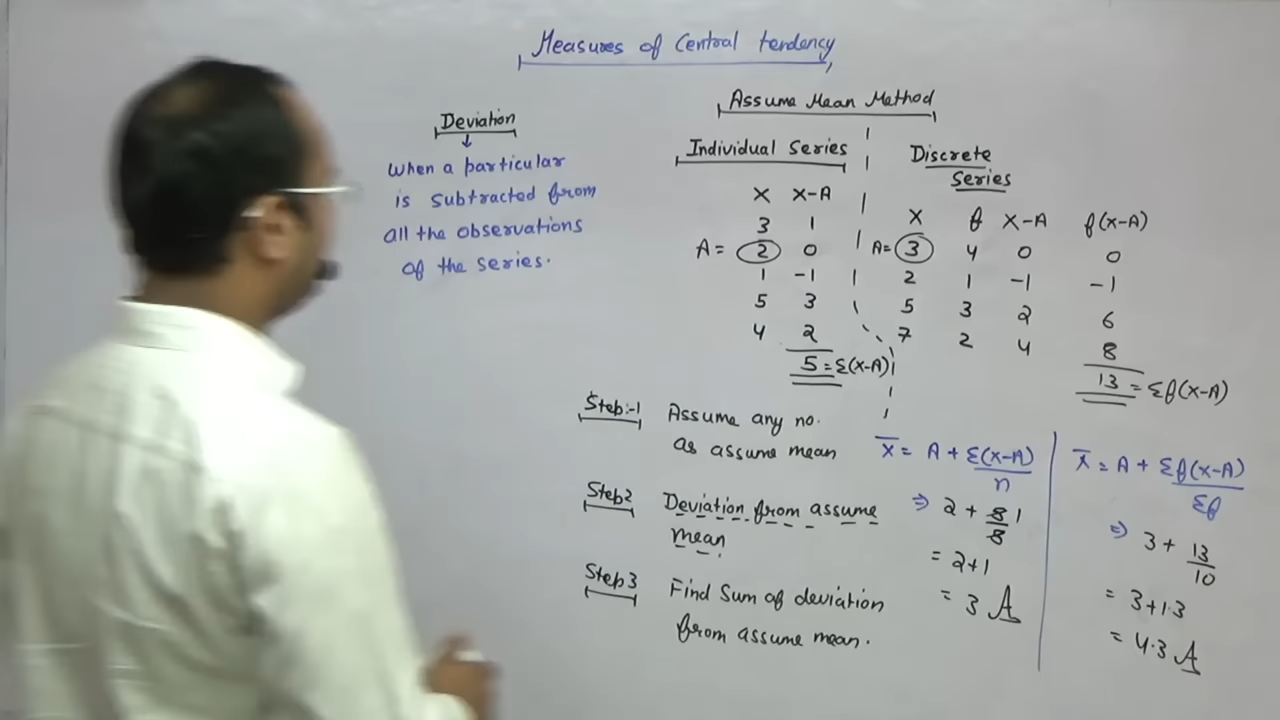 Measures of Central tendency
Deviation
↓
When a particular
is subtracted from
all the observations
of the series.
Assume Mean Method
Individual Series
X X-A
3 1
A= 2 0
1 -1
5 3
4 2
5 = Σ(X-A)
Discrete
Series
X f X-A f(X-A)
A= 3 4 0 0
2 1 -1 -1
5 3 2 6
7 2 4 8
13 = Σf(X-A)
Step:-1 Assume any no.
as assume mean
Step2 Deviation from assume
mean
Step3 Find Sum of deviation
from assume mean.
X̄ = A + Σ(X-A)/n
⇒ 2 + 5/5 1
= 2+1
= 3 A
X̄ = A + Σf(X-A)/Σf
⇒ 3 + 13/10
= 3+1.3
= 4.3 A